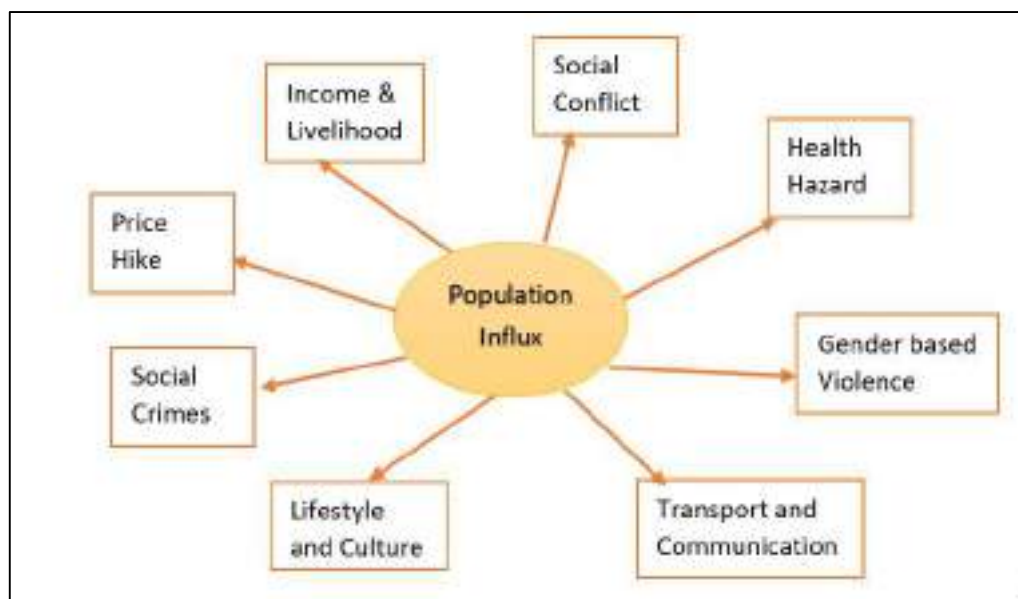 Social
Conflict
Income &
Livelihood
Health
Hazard
Price
Hike
Population
Influx
Gender based
Violence
Social
Crimes
Lifestyle
and Culture
Transport and
Communication